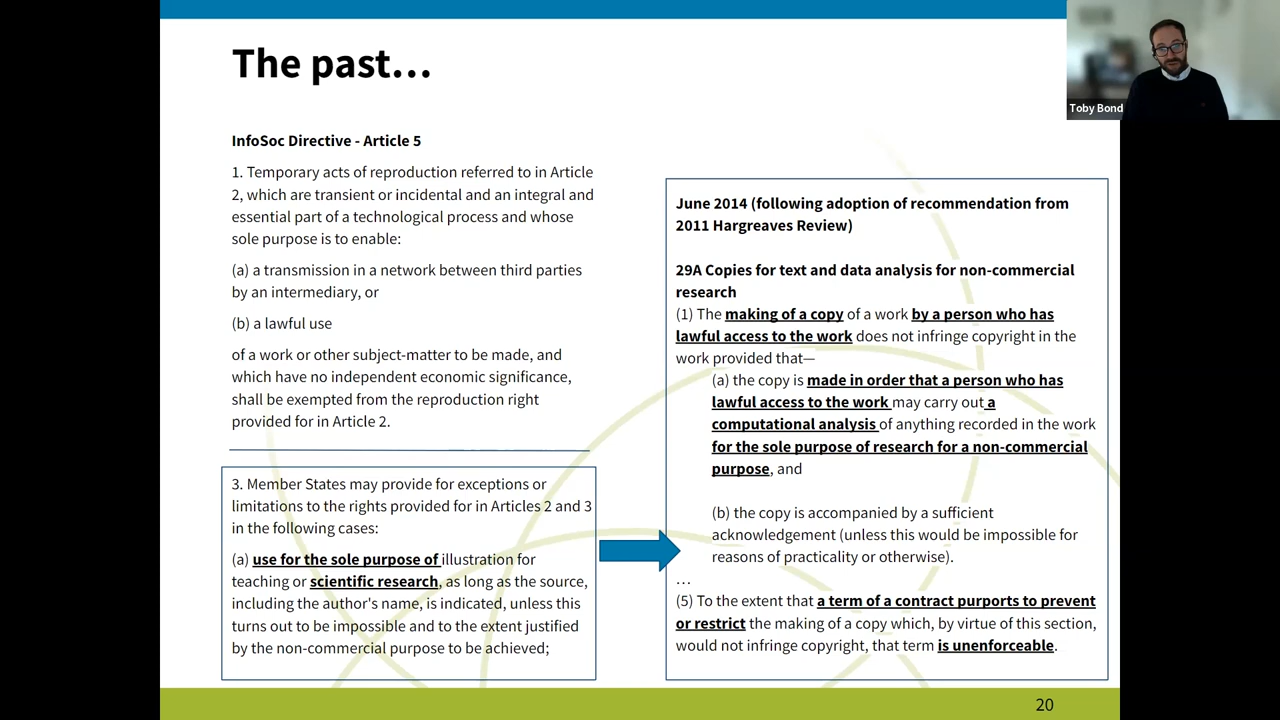 The past...
Toby Bond
InfoSoc Directive - Article 5
1. Temporary acts of reproduction referred to in Article
2, which are transient or incidental and an integral and
essential part of a technological process and whose
sole purpose is to enable:
(a) a transmission in a network between third parties
by an intermediary, or
(b) a lawful use
of a work or other subject-matter to be made, and
which have no independent economic significance,
shall be exempted from the reproduction right
provided for in Article 2.
3. Member States may provide for exceptions or
limitations to the rights provided for in Articles 2 and 3
in the following cases:
(a) use for the sole purpose of illustration for
teaching or scientific research, as long as the source,
including the author's name, is indicated, unless this
turns out to be impossible and to the extent justified
by the non-commercial purpose to be achieved;
June 2014 (following adoption of recommendation from
2011 Hargreaves Review)
29A Copies for text and data analysis for non-commercial
research
(1) The making of a copy of a work by a person who has
lawful access to the work does not infringe copyright in the
work provided that—
(a) the copy is made in order that a person who has
lawful access to the work may carry out a
computational analysis of anything recorded in the work
for the sole purpose of research for a non-commercial
purpose, and
(b) the copy is accompanied by a sufficient
acknowledgement (unless this would be impossible for
reasons of practicality or otherwise).
...
(5) To the extent that a term of a contract purports to prevent
or restrict the making of a copy which, by virtue of this section,
would not infringe copyright, that term is unenforceable.
20